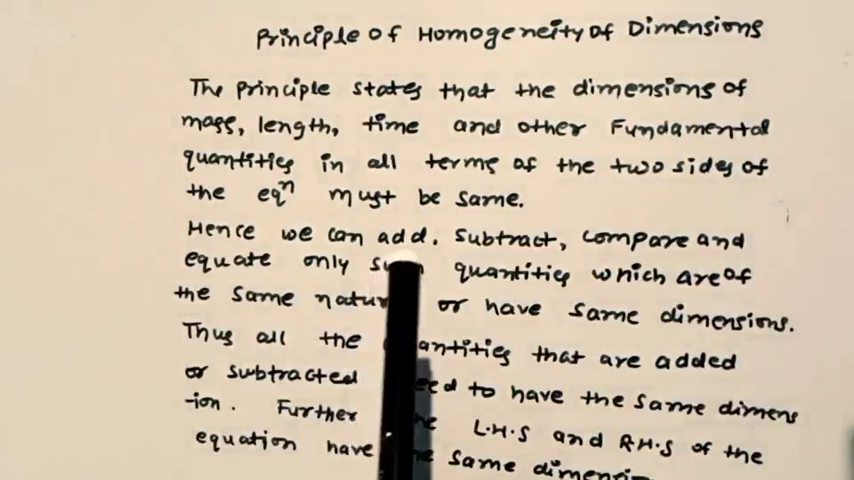 Principle of Homogeneity of Dimensions
The principle states that the dimensions of
mass, length, time and other Fundamental
quantities in all terms of the two sides of
the eqⁿ must be same.
Hence we can add. Subtract, compare and
equate only quantities which are of
the same or have same dimensions.
Thus all the that are added
or subtracted to have the same dimens
-ion. Further L.H.S and R.H.S of the
equation have same